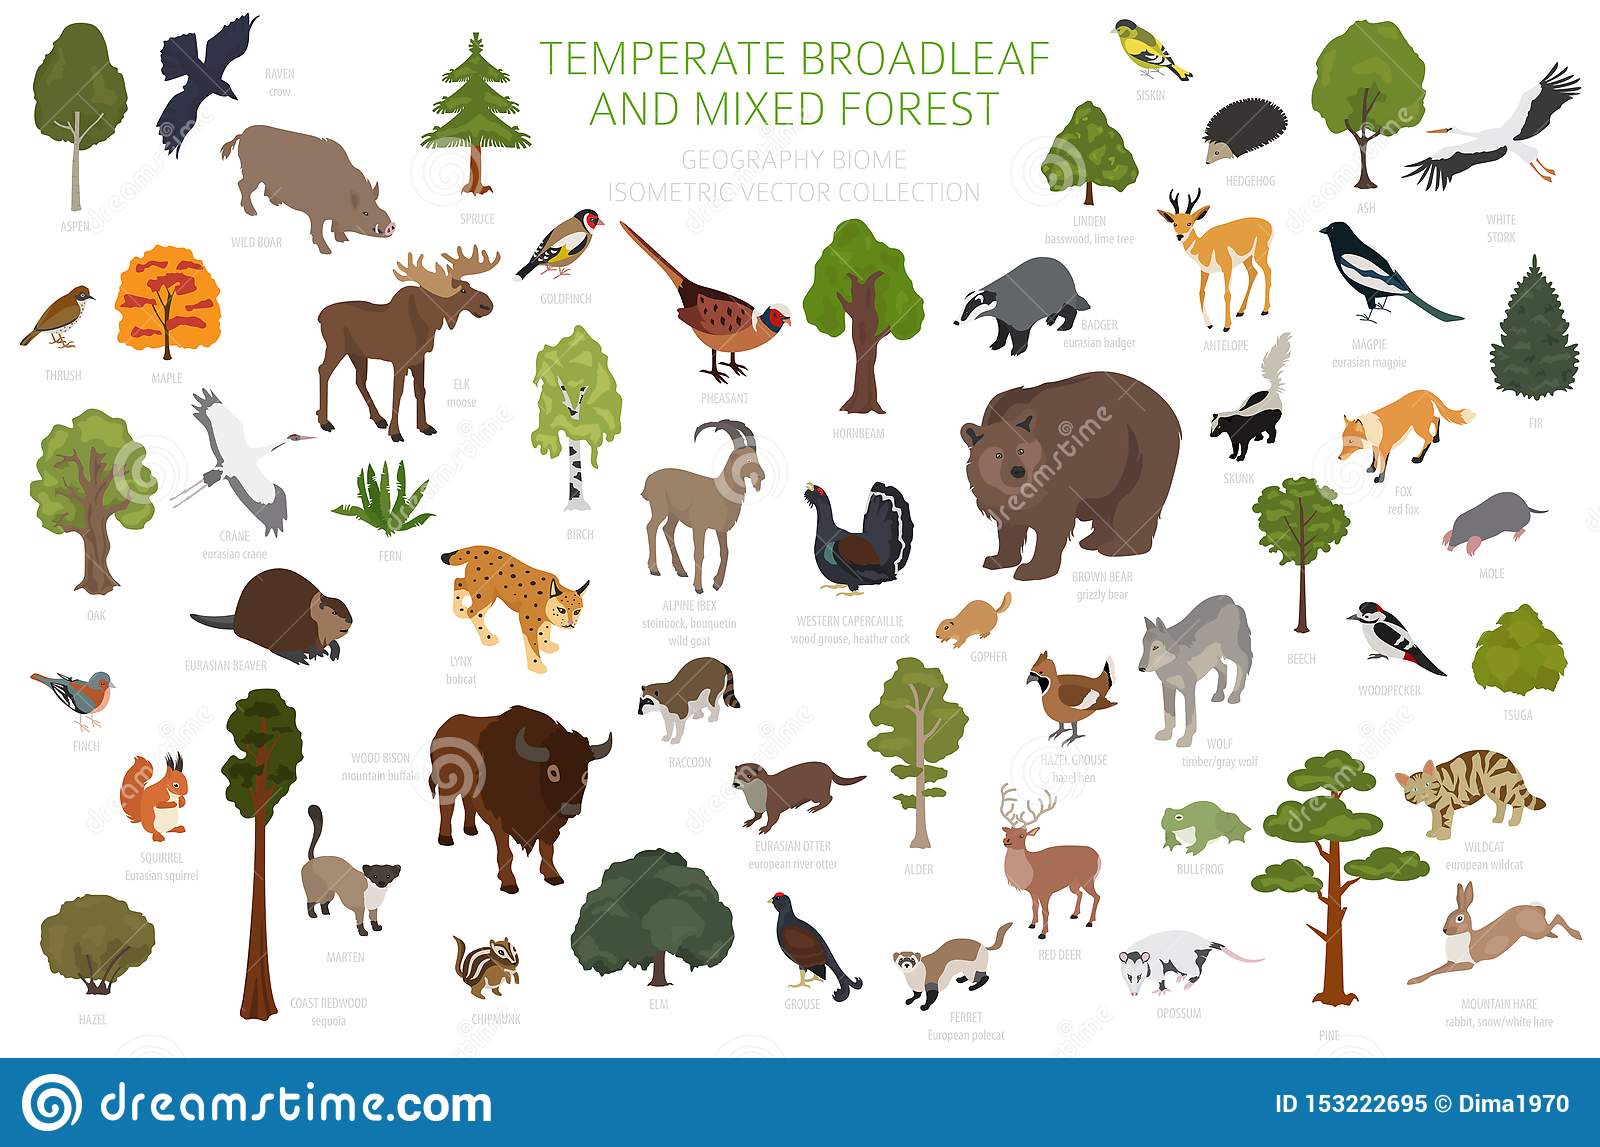 TEMPERATE BROADLEAF
AND MIXED FOREST
GEOGRAPHY BIOME
ISOMETRIC VECTOR COLLECTION
ASPEN
RAVEN
crow
WILD BOAR
SPRUCE
SISKIN
LINDEN
basswood, lime tree
HEDGEHOG
ASH
WHITE
STORK
THRUSH
MAPLE
ELK
moose
GOLDFINCH
PHEASANT
HORNBEAM
BADGER
eurasian badger
ANTELOPE
MAGPIE
eurasian magpie
FIR
OAK
CRANE
eurasian crane
FERN
BIRCH
ALPINE IBEX
steinbock, bouquetin
wild goat
WESTERN CAPERCAILLIE
wood grouse, heather cock
BROWN BEAR
grizzly bear
SKUNK
FOX
red fox
MOLE
EURASIAN BEAVER
LYNX
bobcat
GOPHER
BEECH
WOODPECKER
TSUGA
FINCH
WOOD BISON
mountain buffalo
RACCOON
HAZEL GROUSE
hazel hen
WOLF
timber/gray wolf
SQUIRREL
Eurasian squirrel
EURASIAN OTTER
european river otter
ALDER
BULLFROG
WILDCAT
european wildcat
MARTEN
RED DEER
HAZEL
COAST REDWOOD
sequoia
CHIPMUNK
ELM
GROUSE
FERRET
European polecat
OPOSSUM
PINE
MOUNTAIN HARE
rabbit, snow/white hare
dreamstime.com
ID 153222695 © Dima1970